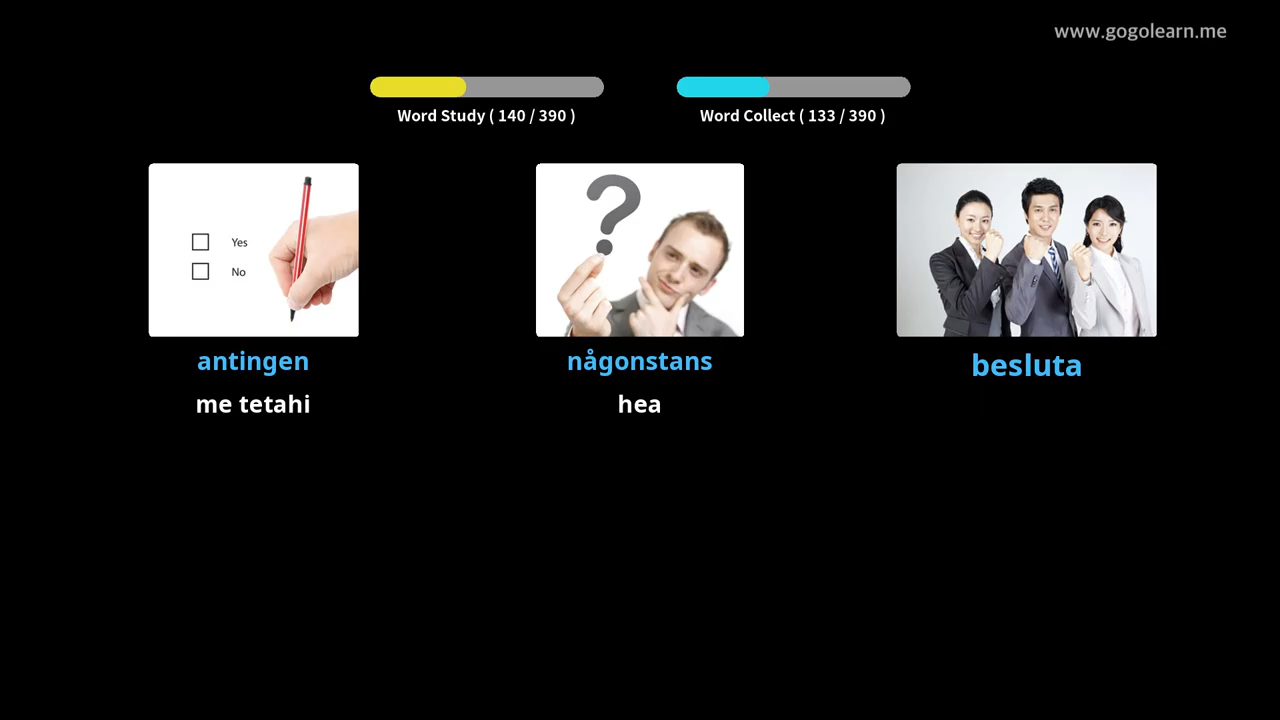 www.gogolearn.me
Word Study ( 140 / 390 )
Word Collect ( 133 / 390 )
Yes
No
antingen
me tetahi
någonstans
hea
besluta